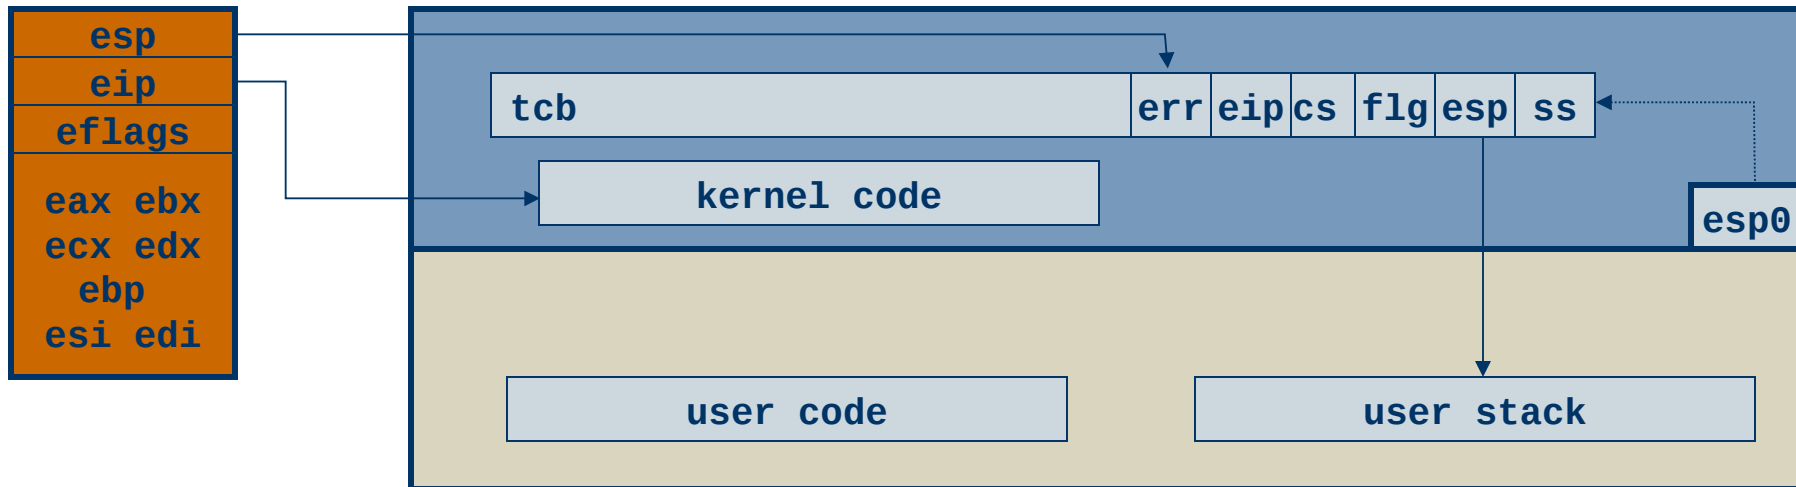 esp
eip
eflags
eax ebx
ecx edx
ebp
esi edi
tcb err eip cs flg esp ss
kernel code
esp0
user code user stack